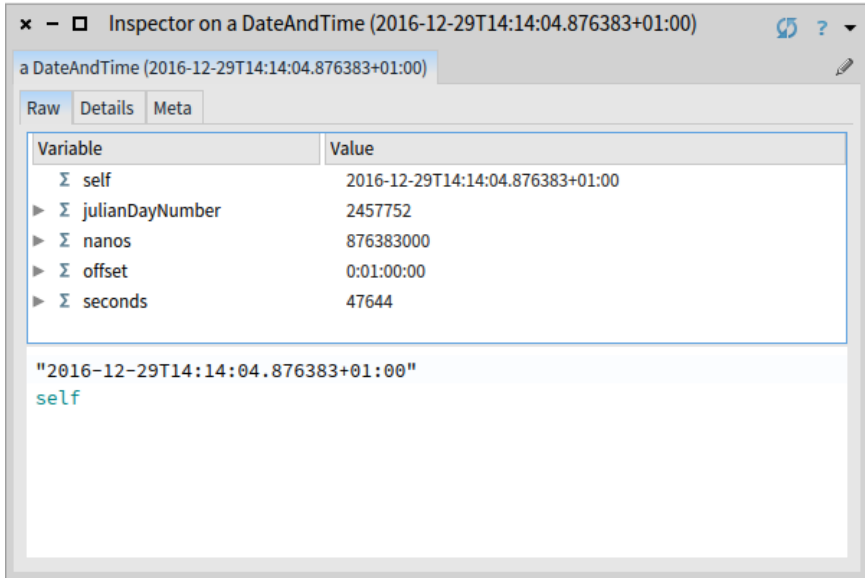 Inspector on a DateAndTime (2016-12-29T14:14:04.876383+01:00) ?
a DateAndTime (2016-12-29T14:14:04.876383+01:00)
Raw Details Meta
Variable Value
Σ self 2016-12-29T14:14:04.876383+01:00
Σ julianDayNumber 2457752
Σ nanos 876383000
Σ offset 0:01:00:00
Σ seconds 47644
"2016-12-29T14:14:04.876383+01:00"
self